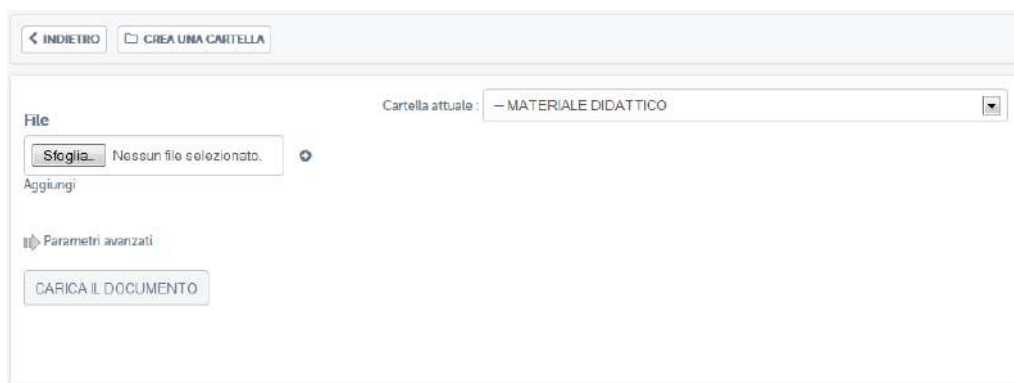 INDIETRO CREA UNA CARTELLA
Cartella attuale : -- MATERIALE DIDATTICO
File
Sfoglia... Nessun file selezionato.
Aggiungi
Parametri avanzati
CARICA IL DOCUMENTO